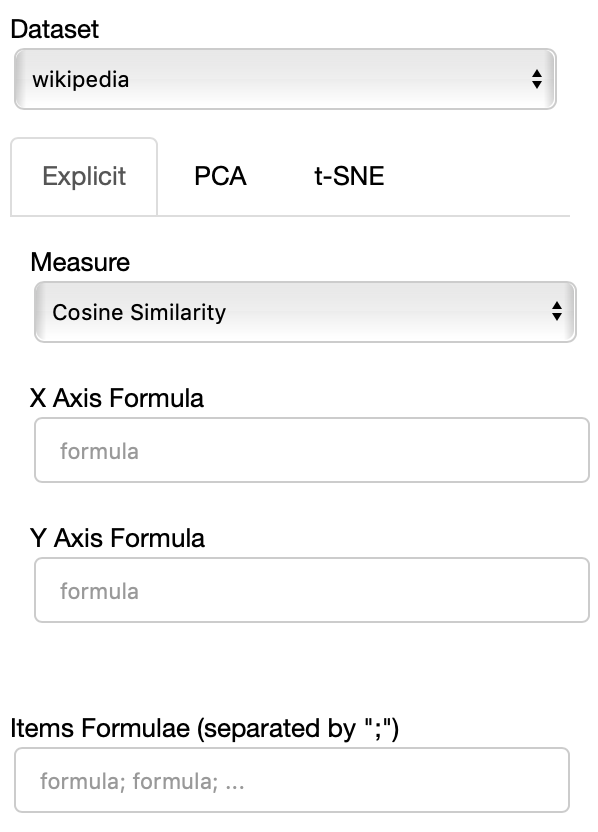 Dataset
wikipedia
Explicit PCA t-SNE
Measure
Cosine Similarity
X Axis Formula
formula
Y Axis Formula
formula
Items Formulae (separated by ";")
formula; formula; ...